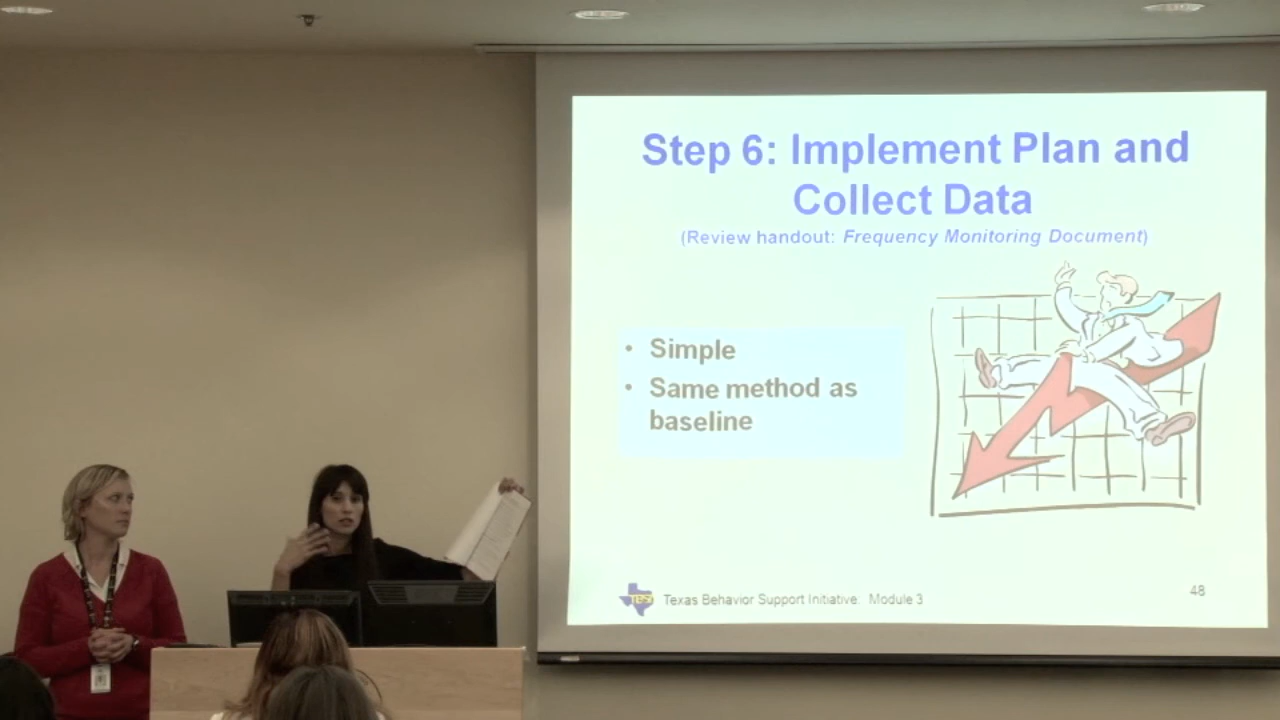 Step 6: Implement Plan and
Collect Data
(Review handout: Frequency Monitoring Document)
• Simple
• Same method as
baseline
TBSI
Texas Behavior Support Initiative: Module 3
48